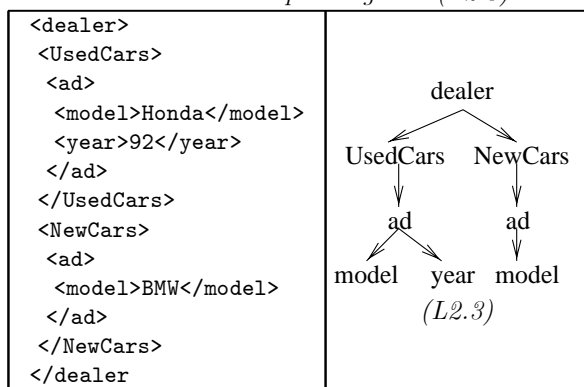 <dealer>
<UsedCars>
<ad>
<model>Honda</model>
<year>92</year>
</ad>
</UsedCars>
<NewCars>
<ad>
<model>BMW</model>
</ad>
</NewCars>
</dealer
dealer
UsedCars NewCars
ad ad
model year model
(L2.3)